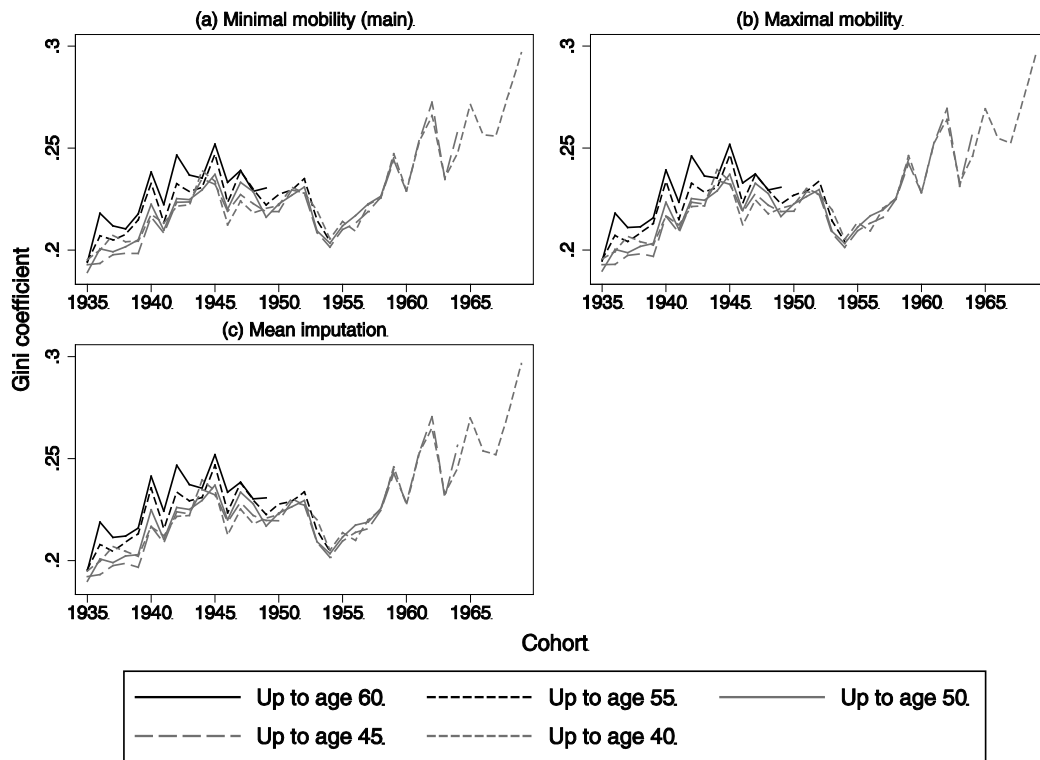 (a) Minimal mobility (main).
(b) Maximal mobility.
.3
.25
.2
1935. 1940. 1945. 1950. 1955. 1960. 1965.
.3
.25
.2
1935. 1940. 1945. 1950. 1955. 1960. 1965.
(c) Mean imputation.
.3
.25
.2
1935. 1940. 1945. 1950. 1955. 1960. 1965.
Gini coefficient
Cohort
Up to age 60. Up to age 55. Up to age 50.
Up to age 45. Up to age 40.